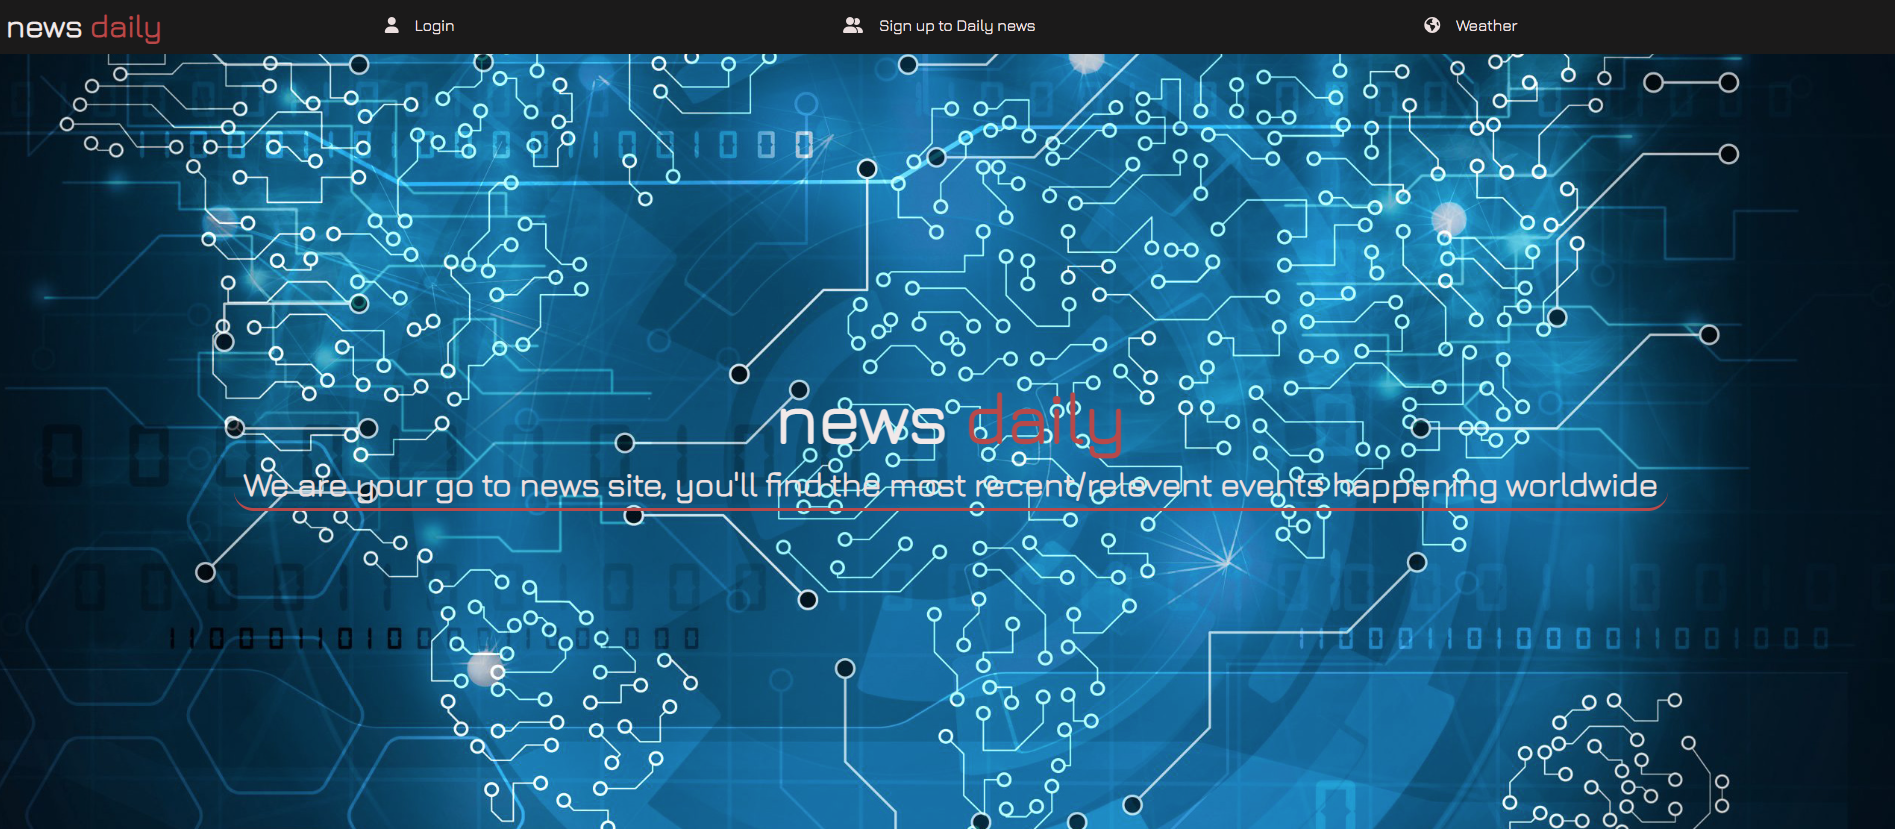 news daily
Login
Sign up to Daily news
Weather
news daily
We are your go to news site, you'll find the most recent/relevent events happening worldwide